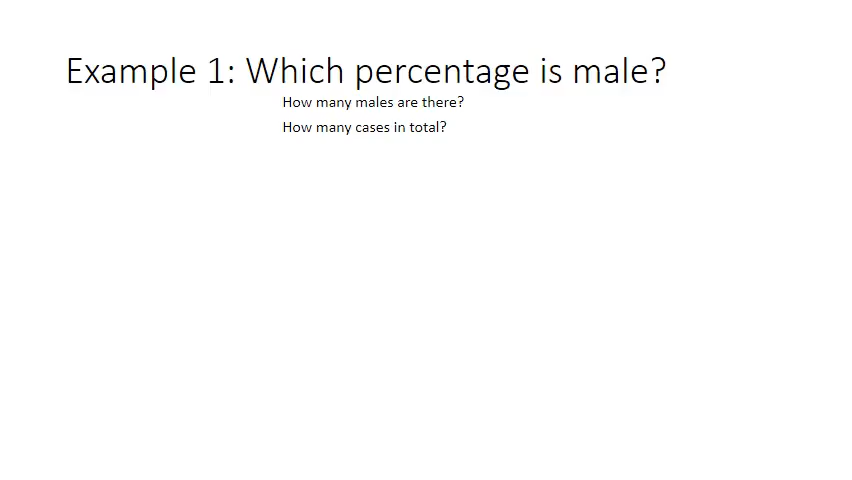 Example 1: Which percentage is male?
How many males are there?
How many cases in total?